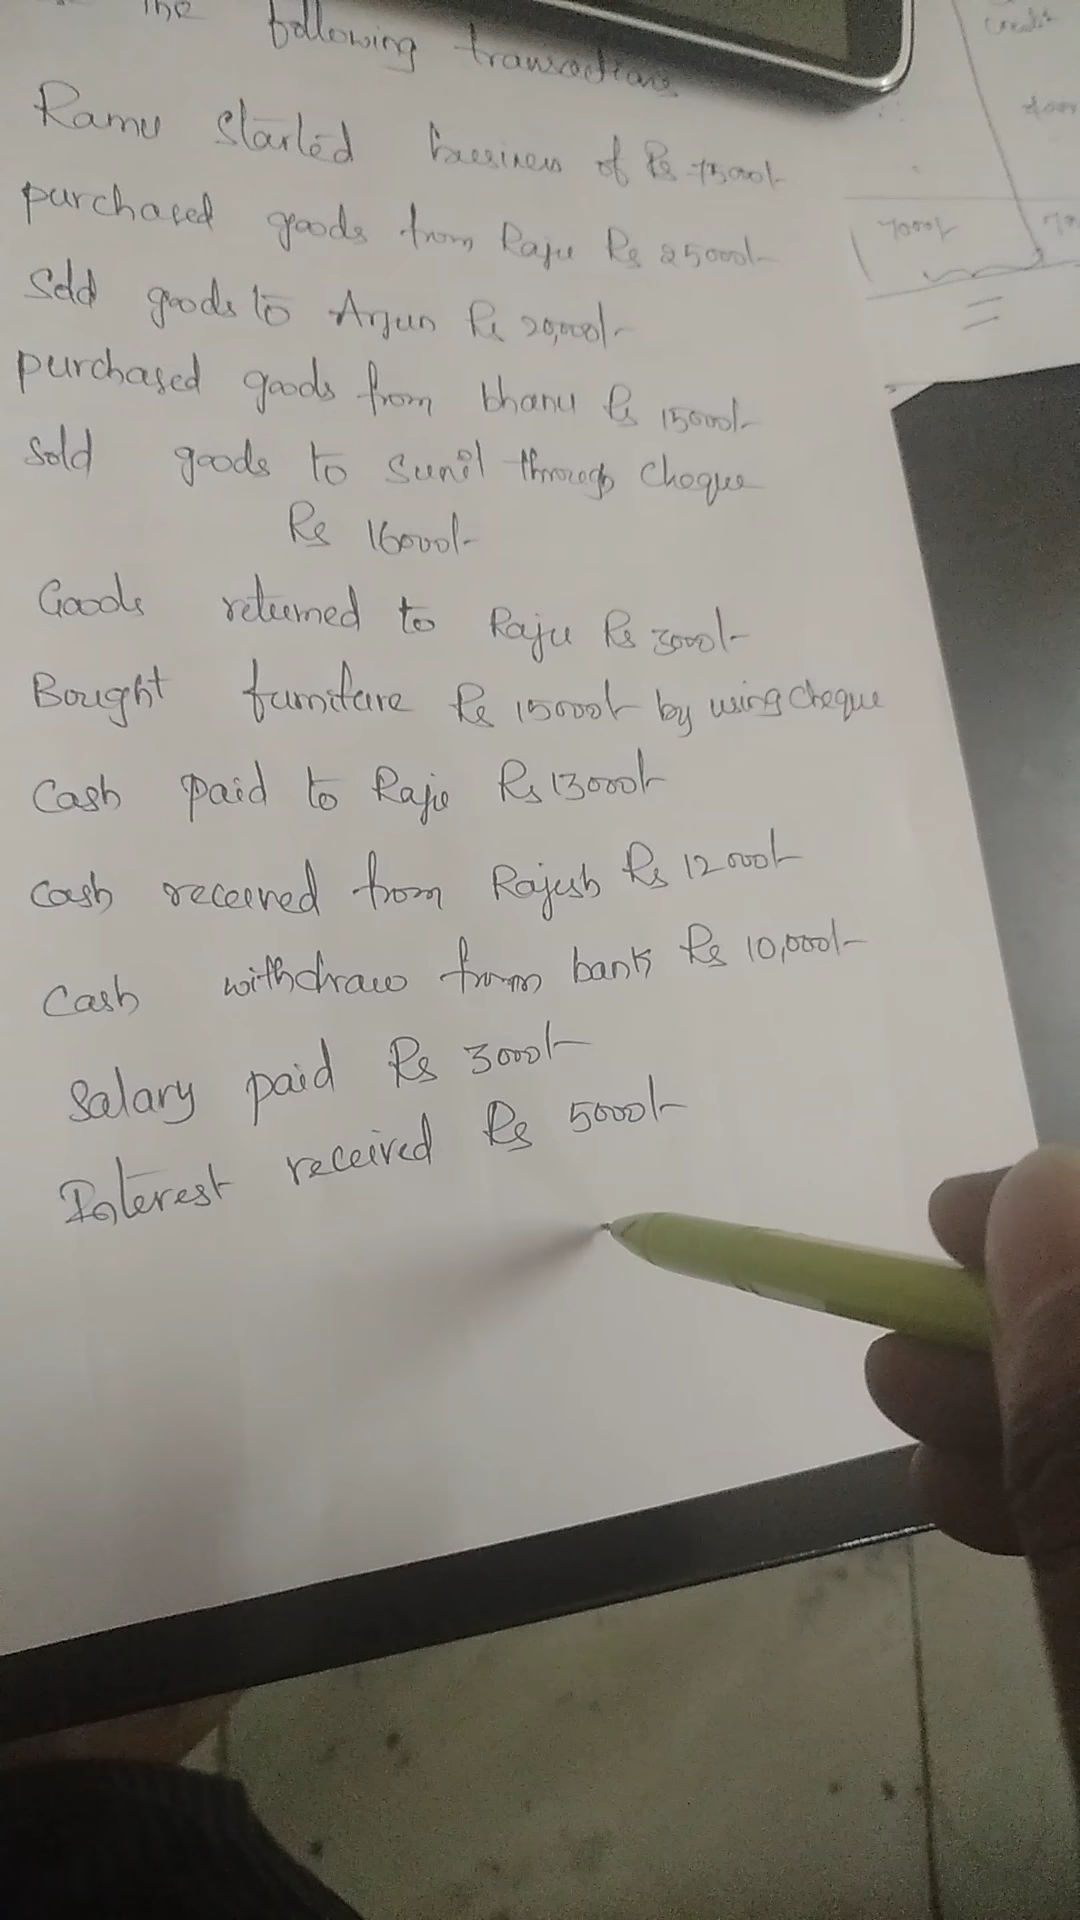 The following transactions
Ramu started business of Rs 75000/-
purchased goods from Raju Rs 25000/-
Sold goods to Arjun Rs 20,000/-
purchased goods from bhanu Rs 15000/-
Sold goods to Sunil through Cheque
Rs 16000/-
Goods returned to Raju Rs 3000/-
Bought furniture Rs 15000/- by using cheque
Cash paid to Raju Rs 13000/-
Cash received from Rajesh Rs 12000/-
Cash withdraw from bank Rs 10,000/-
Salary paid Rs 3000/-
Interest received Rs 5000/-
Credit
7000/-